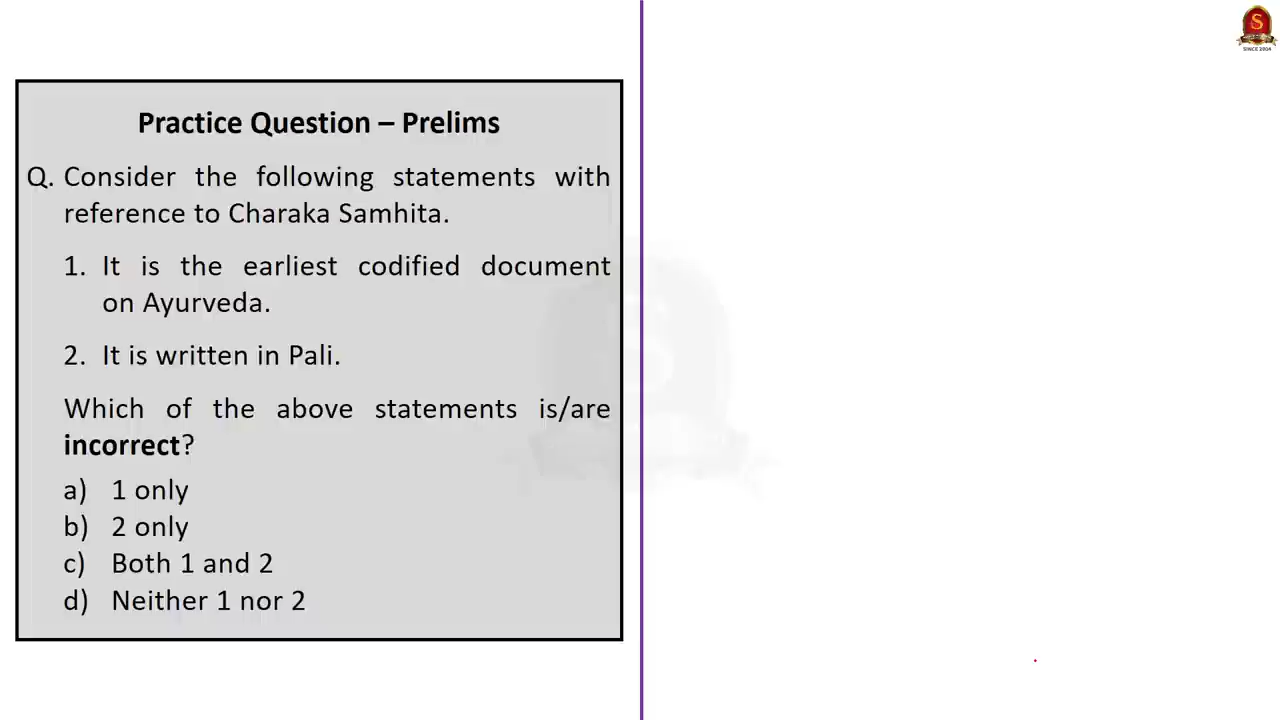 S
SINCE 2004
Practice Question – Prelims
Q. Consider the following statements with
reference to Charaka Samhita.
1. It is the earliest codified document
on Ayurveda.
2. It is written in Pali.
Which of the above statements is/are
incorrect?
a) 1 only
b) 2 only
c) Both 1 and 2
d) Neither 1 nor 2